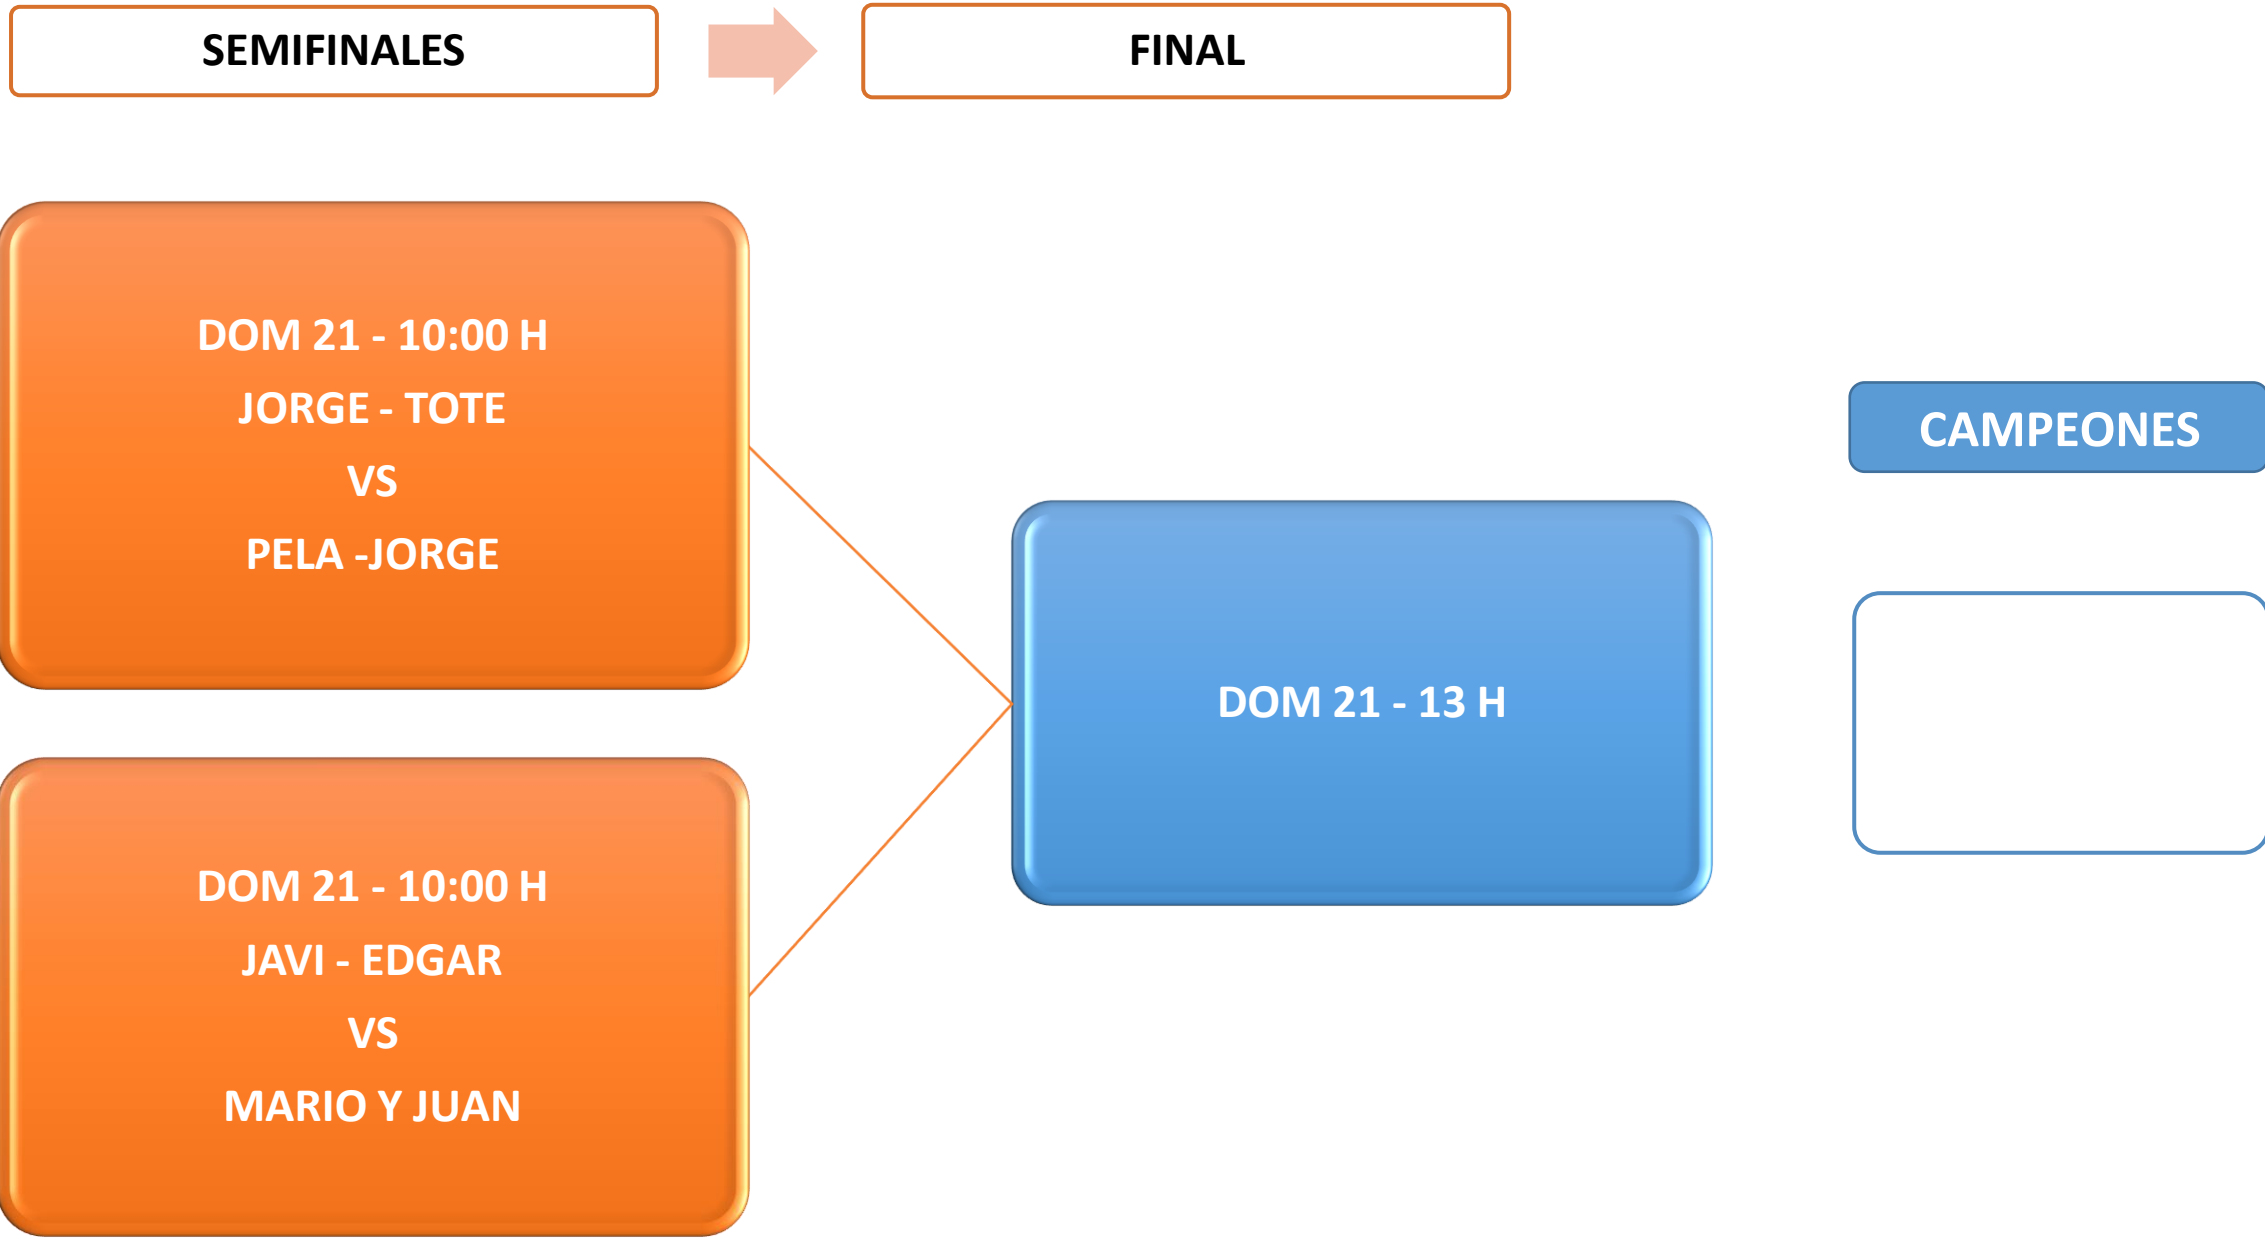 SEMIFINALES
FINAL
DOM 21 - 10:00 H
JORGE - TOTE
VS
PELA -JORGE
DOM 21 - 10:00 H
JAVI - EDGAR
VS
MARIO Y JUAN
DOM 21 - 13 H
CAMPEONES